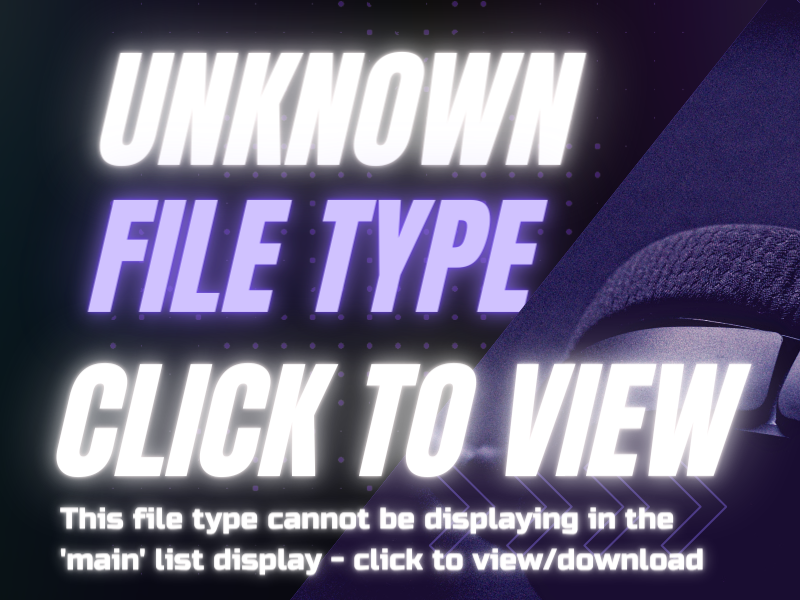 UNKNOWN
FILE TYPE
CLICK TO VIEW
This file type cannot be displaying in the
'main' list display - click to view/download